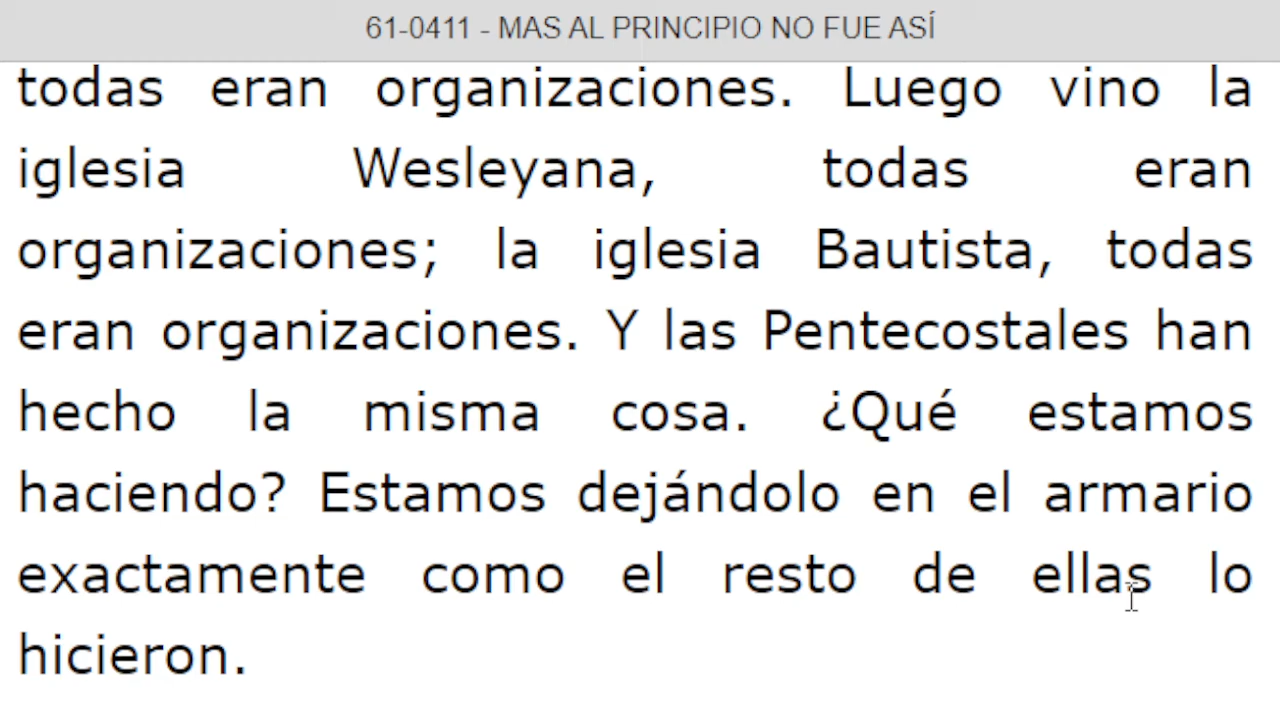 61-0411 - MAS AL PRINCIPIO NO FUE ASÍ
todas eran organizaciones. Luego vino la
iglesia Wesleyana, todas eran
organizaciones; la iglesia Bautista, todas
eran organizaciones. Y las Pentecostales han
hecho la misma cosa. ¿Qué estamos
haciendo? Estamos dejándolo en el armario
exactamente como el resto de ellas lo
hicieron.